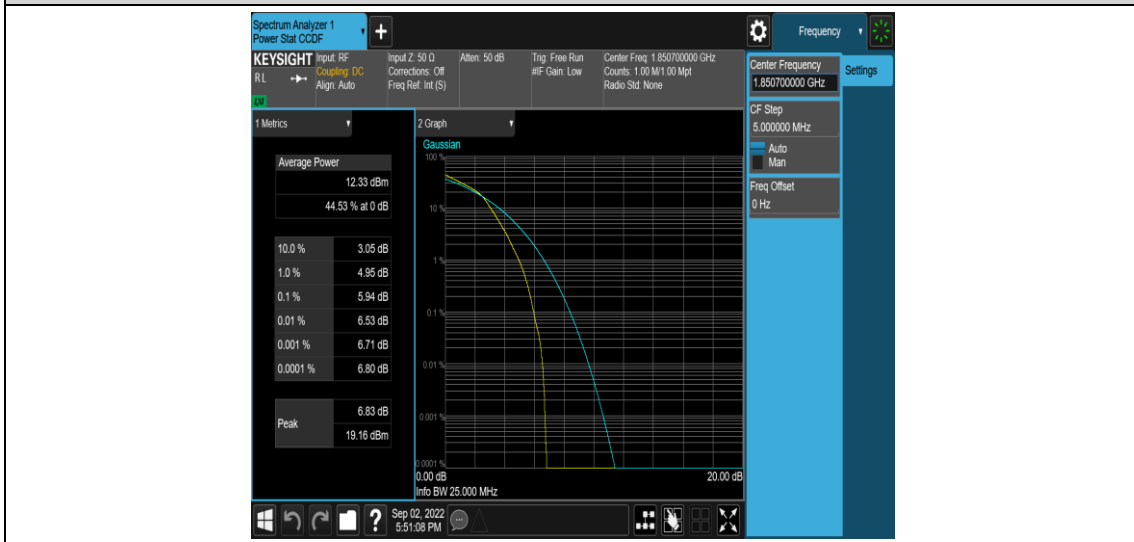 Spectrum Analyzer 1
Power Stat CCDF
+
Frequency
KEYSIGHT
RL
LXI
Input: RF
Coupling: DC
Align: Auto
Input Z: 50 Ω
Corrections: Off
Freq Ref: Int (S)
Atten: 50 dB
Trig: Free Run
#IF Gain: Low
Center Freq: 1.850700000 GHz
Counts: 1.00 M/1.00 Mpt
Radio Std: None
Center Frequency
1.850700000 GHz
Settings
CF Step
5.000000 MHz
Auto
Man
Freq Offset
0 Hz
1 Metrics
Average Power
12.33 dBm
44.53 % at 0 dB
10.0 % 3.05 dB
1.0 % 4.95 dB
0.1 % 5.94 dB
0.01 % 6.53 dB
0.001 % 6.71 dB
0.0001 % 6.80 dB
Peak
6.83 dB
19.16 dBm
2 Graph
Gaussian
100 %
10 %
1 %
0.1 %
0.01 %
0.001 %
0.0001 %
0.00 dB 20.00 dB
Info BW 25.000 MHz
?
Sep 02, 2022
5:51:08 PM